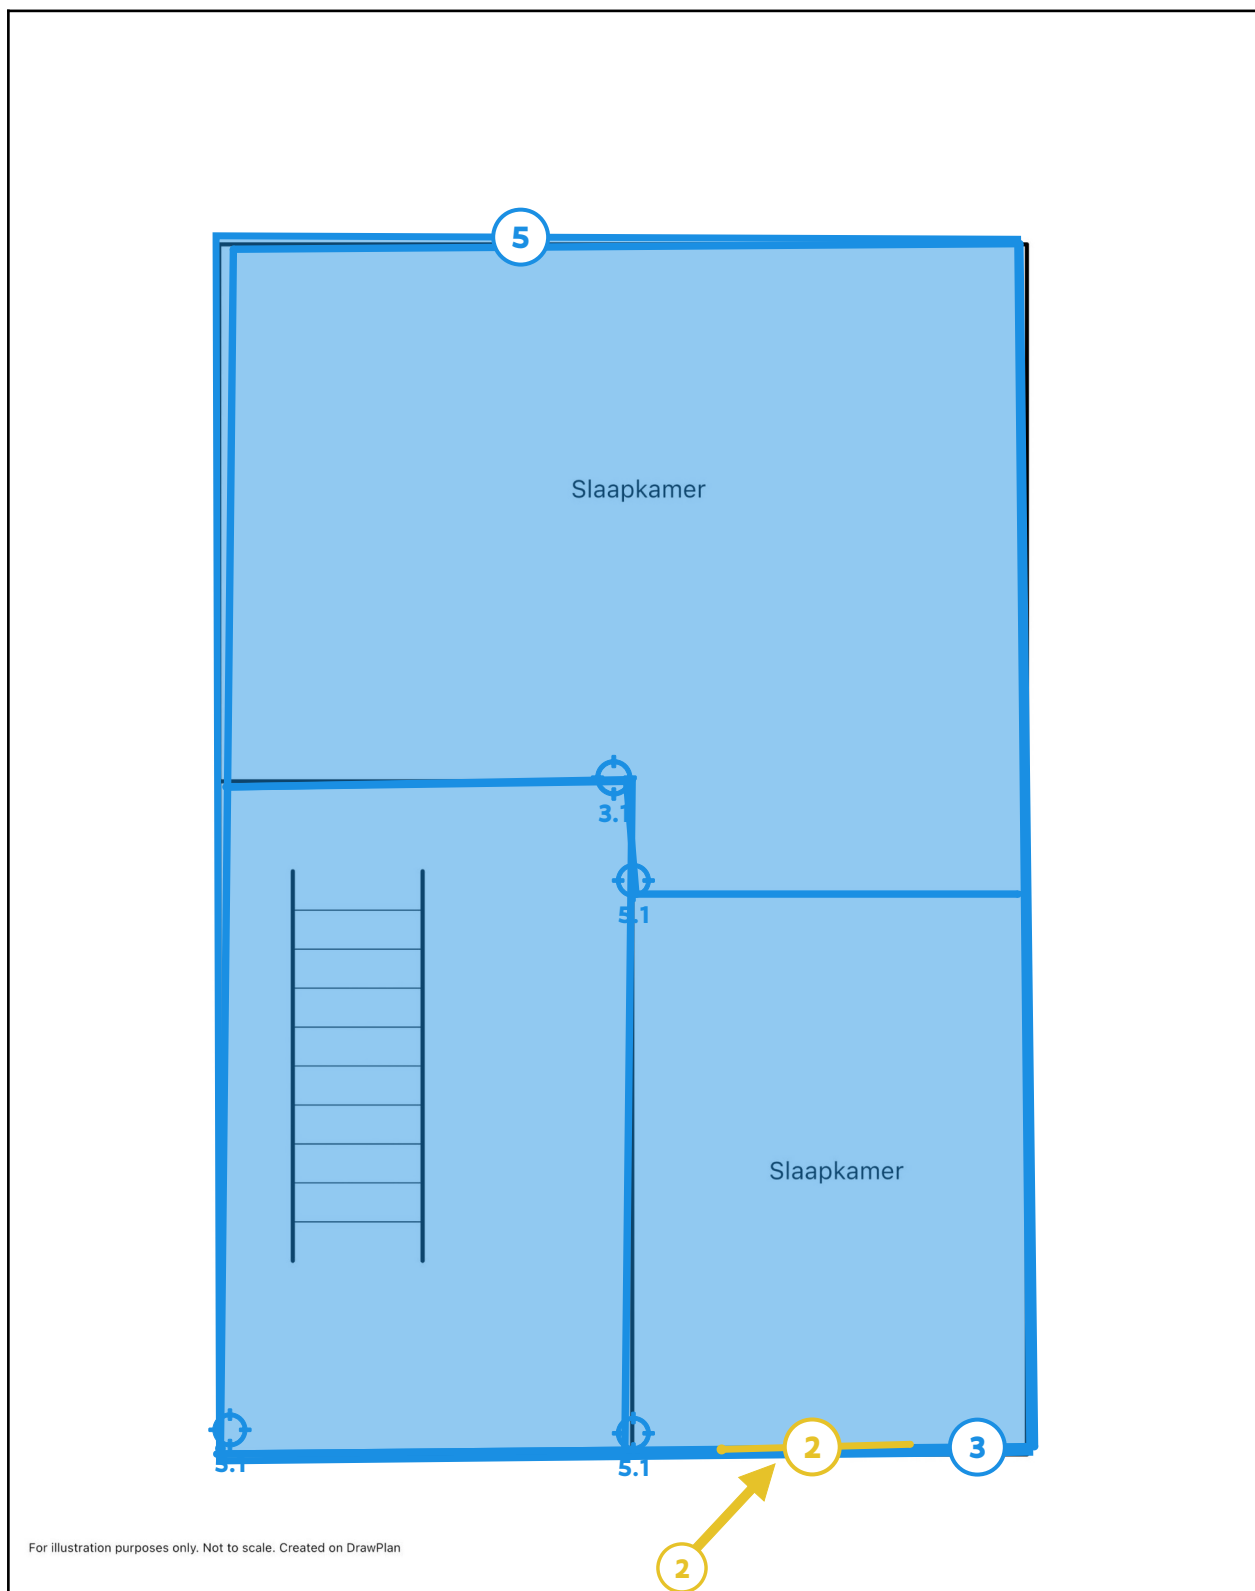 5
Slaapkamer
3.1
5.1
Slaapkamer
5.1
5.1
2
3
2
For illustration purposes only. Not to scale. Created on DrawPlan